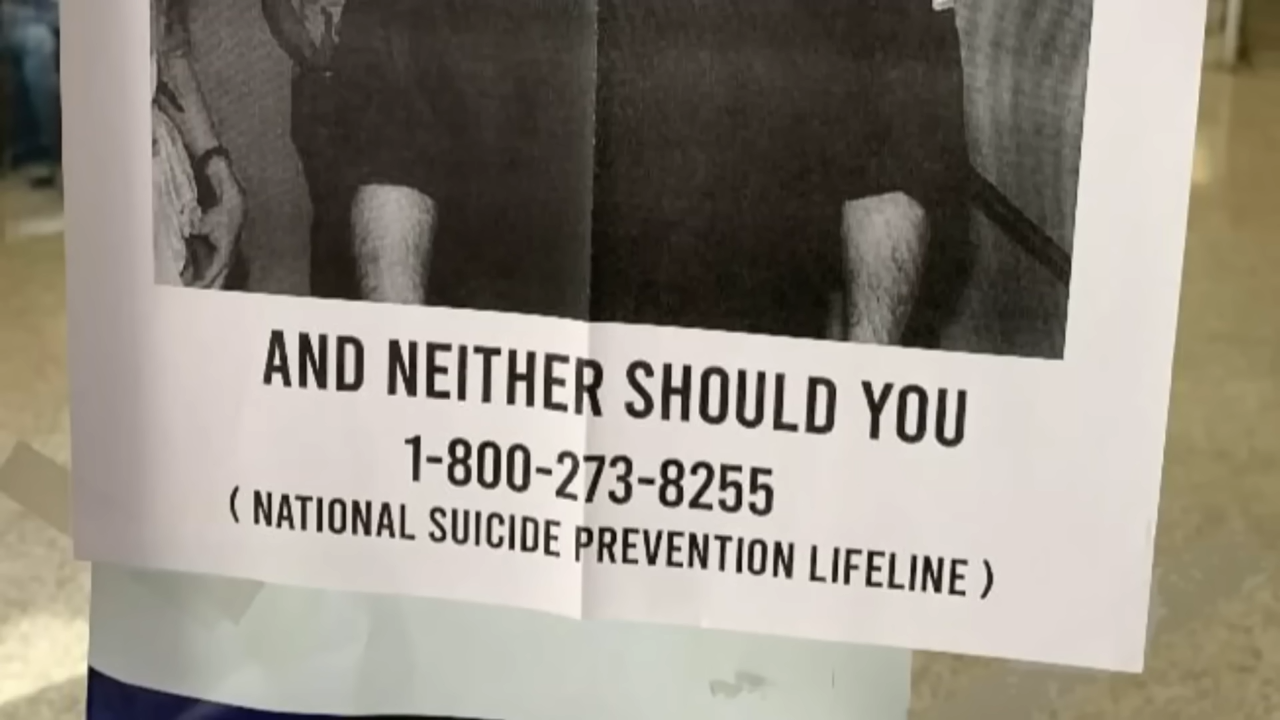 AND NEITHER SHOULD YOU
1-800-273-8255
( NATIONAL SUICIDE PREVENTION LIFELINE )